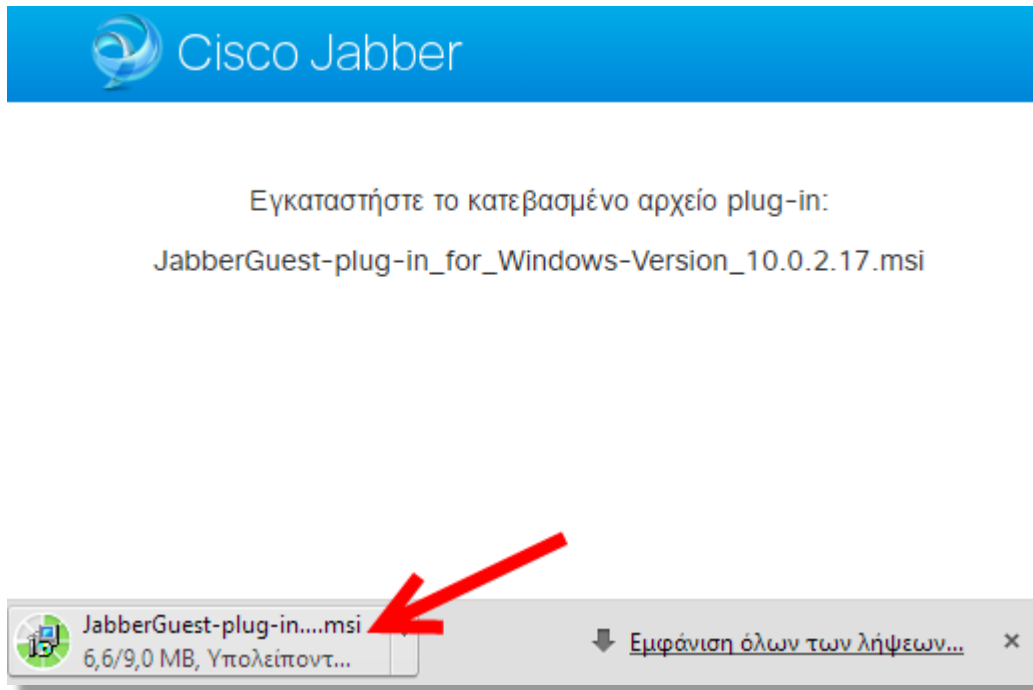 Cisco Jabber
Εγκαταστήστε το κατεβασμένο αρχείο plug-in:
JabberGuest-plug-in_for_Windows-Version_10.0.2.17.msi
JabberGuest-plug-in....msi
6,6/9,0 MB, Υπολείποντ...
Εμφάνιση όλων των λήψεων...